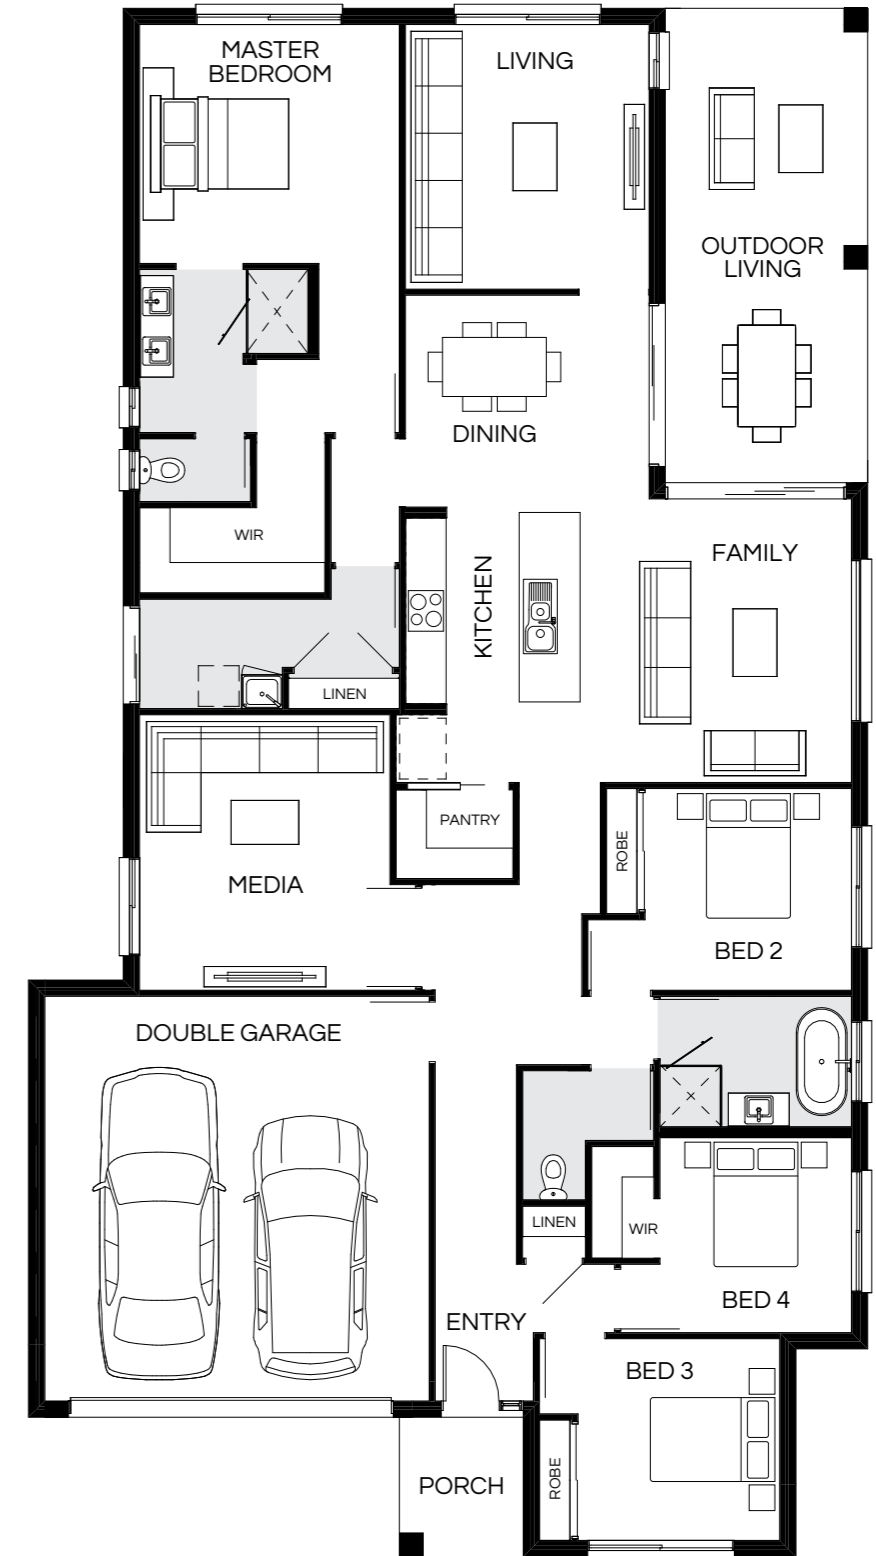 MASTER
BEDROOM
LIVING
OUTDOOR
LIVING
DINING
WIR
KITCHEN
FAMILY
LINEN
PANTRY
ROBE
MEDIA
BED 2
DOUBLE GARAGE
LINEN
WIR
BED 4
ENTRY
BED 3
PORCH
ROBE